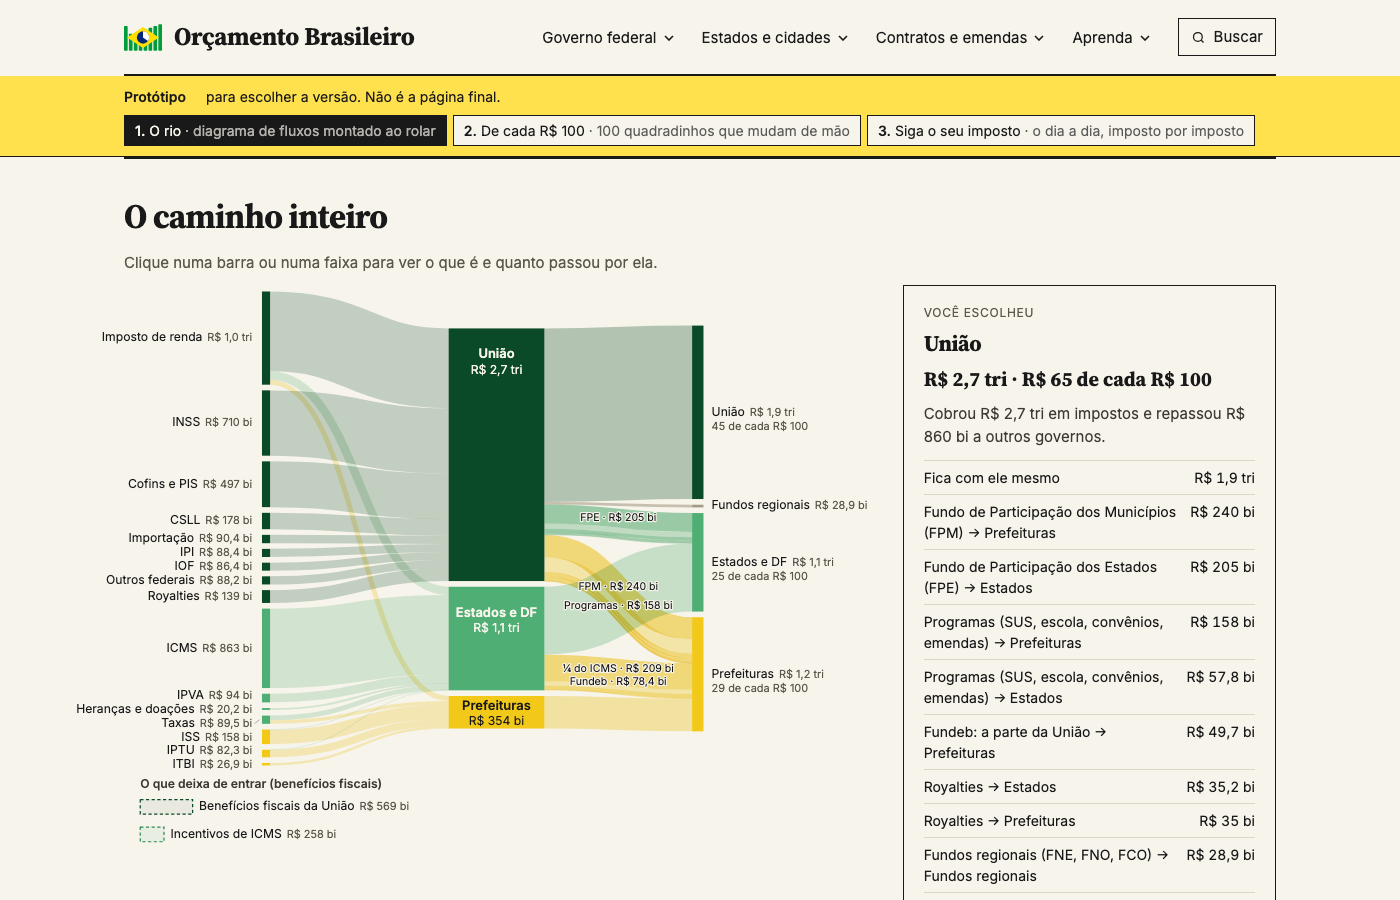 Orçamento Brasileiro
Governo federal
Estados e cidades
Contratos e emendas
Aprenda
Buscar
Protótipo para escolher a versão. Não é a página final.
1. O rio · diagrama de fluxos montado ao rolar
2. De cada R$ 100 · 100 quadradinhos que mudam de mão
3. Siga o seu imposto · o dia a dia, imposto por imposto
O caminho inteiro
Clique numa barra ou numa faixa para ver o que é e quanto passou por ela.
Imposto de renda R$ 1,0 tri
INSS R$ 710 bi
Cofins e PIS R$ 497 bi
CSLL R$ 178 bi
Importação R$ 90,4 bi
IPI R$ 88,4 bi
IOF R$ 86,4 bi
Outros federais R$ 88,2 bi
Royalties R$ 139 bi
ICMS R$ 863 bi
IPVA R$ 94 bi
Heranças e doações R$ 20,2 bi
Taxas R$ 89,5 bi
ISS R$ 158 bi
IPTU R$ 82,3 bi
ITBI R$ 26,9 bi
União
R$ 2,7 tri
Estados e DF
R$ 1,1 tri
Prefeituras
R$ 354 bi
FPE · R$ 205 bi
FPM · R$ 240 bi
Programas · R$ 158 bi
¼ do ICMS · R$ 209 bi
Fundeb · R$ 78,4 bi
União R$ 1,9 tri
45 de cada R$ 100
Fundos regionais R$ 28,9 bi
Estados e DF R$ 1,1 tri
25 de cada R$ 100
Prefeituras R$ 1,2 tri
29 de cada R$ 100
O que deixa de entrar (benefícios fiscais)
Benefícios fiscais da União R$ 569 bi
Incentivos de ICMS R$ 258 bi
VOCÊ ESCOLHEU
União
R$ 2,7 tri · R$ 65 de cada R$ 100
Cobrou R$ 2,7 tri em impostos e repassou R$
860 bi a outros governos.
Fica com ele mesmo R$ 1,9 tri
Fundo de Participação dos Municípios R$ 240 bi
(FPM) → Prefeituras
Fundo de Participação dos Estados R$ 205 bi
(FPE) → Estados
Programas (SUS, escola, convênios, R$ 158 bi
emendas) → Prefeituras
Programas (SUS, escola, convênios, R$ 57,8 bi
emendas) → Estados
Fundeb: a parte da União → R$ 49,7 bi
Prefeituras
Royalties → Estados R$ 35,2 bi
Royalties → Prefeituras R$ 35 bi
Fundos regionais (FNE, FNO, FCO) → R$ 28,9 bi
Fundos regionais